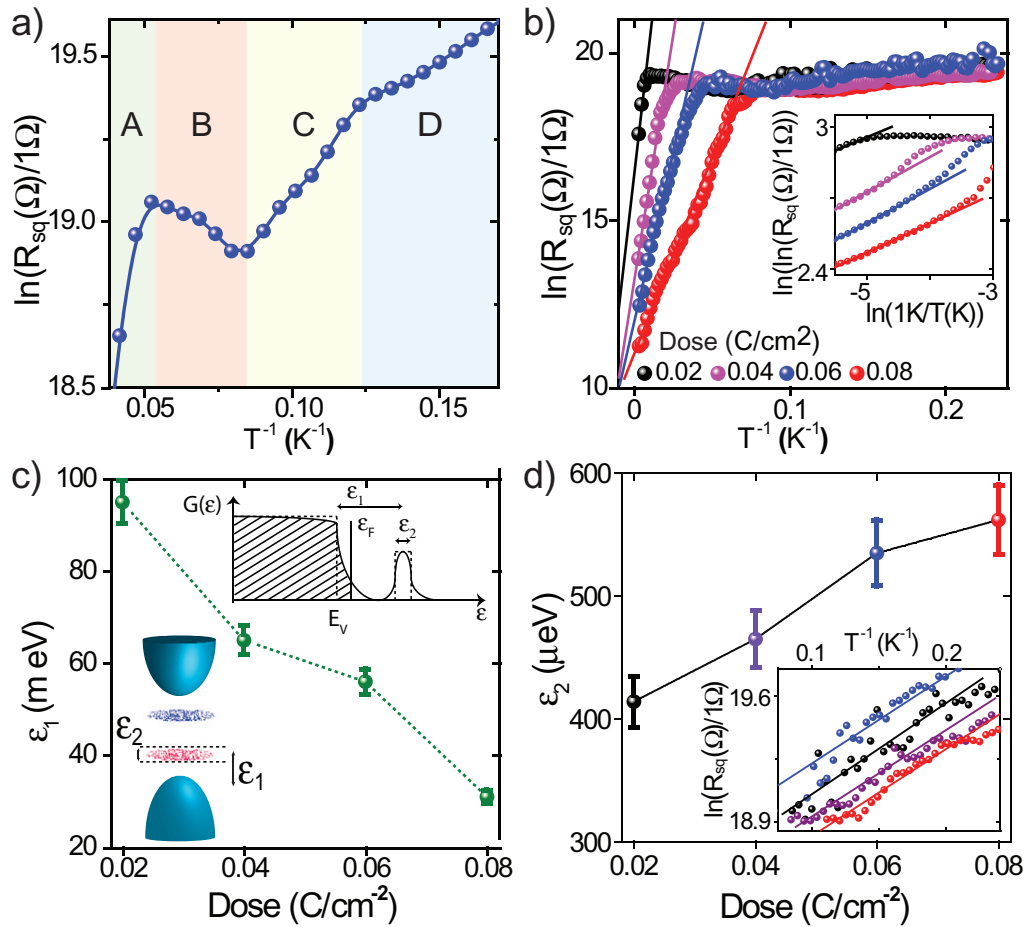 a)
19.5
19.0
18.5
ln(R_sq(Ω)/1Ω)
A
B
C
D
0.05
0.10
0.15
T⁻¹ (K⁻¹)
b)
20
15
10
ln(R_sq(Ω)/1Ω)
3
2.4
ln(ln(R_sq(Ω)/1Ω))
-5
-4
-3
ln(1K/T(K))
Dose (C/cm²)
0.02
0.04
0.06
0.08
0
0.1
0.2
T⁻¹ (K⁻¹)
c)
100
80
60
40
20
ε₁ (m eV)
G(ε)
ε₁
ε_F
ε₂
E_V
ε
ε₂
ε₁
0.02
0.04
0.06
0.08
Dose (C/cm⁻²)
d)
600
500
400
300
ε₂ (µeV)
T⁻¹ (K⁻¹)
0.1
0.2
19.6
18.9
ln(R_sq(Ω)/1Ω)
0.02
0.04
0.06
0.08
Dose (C/cm⁻²)